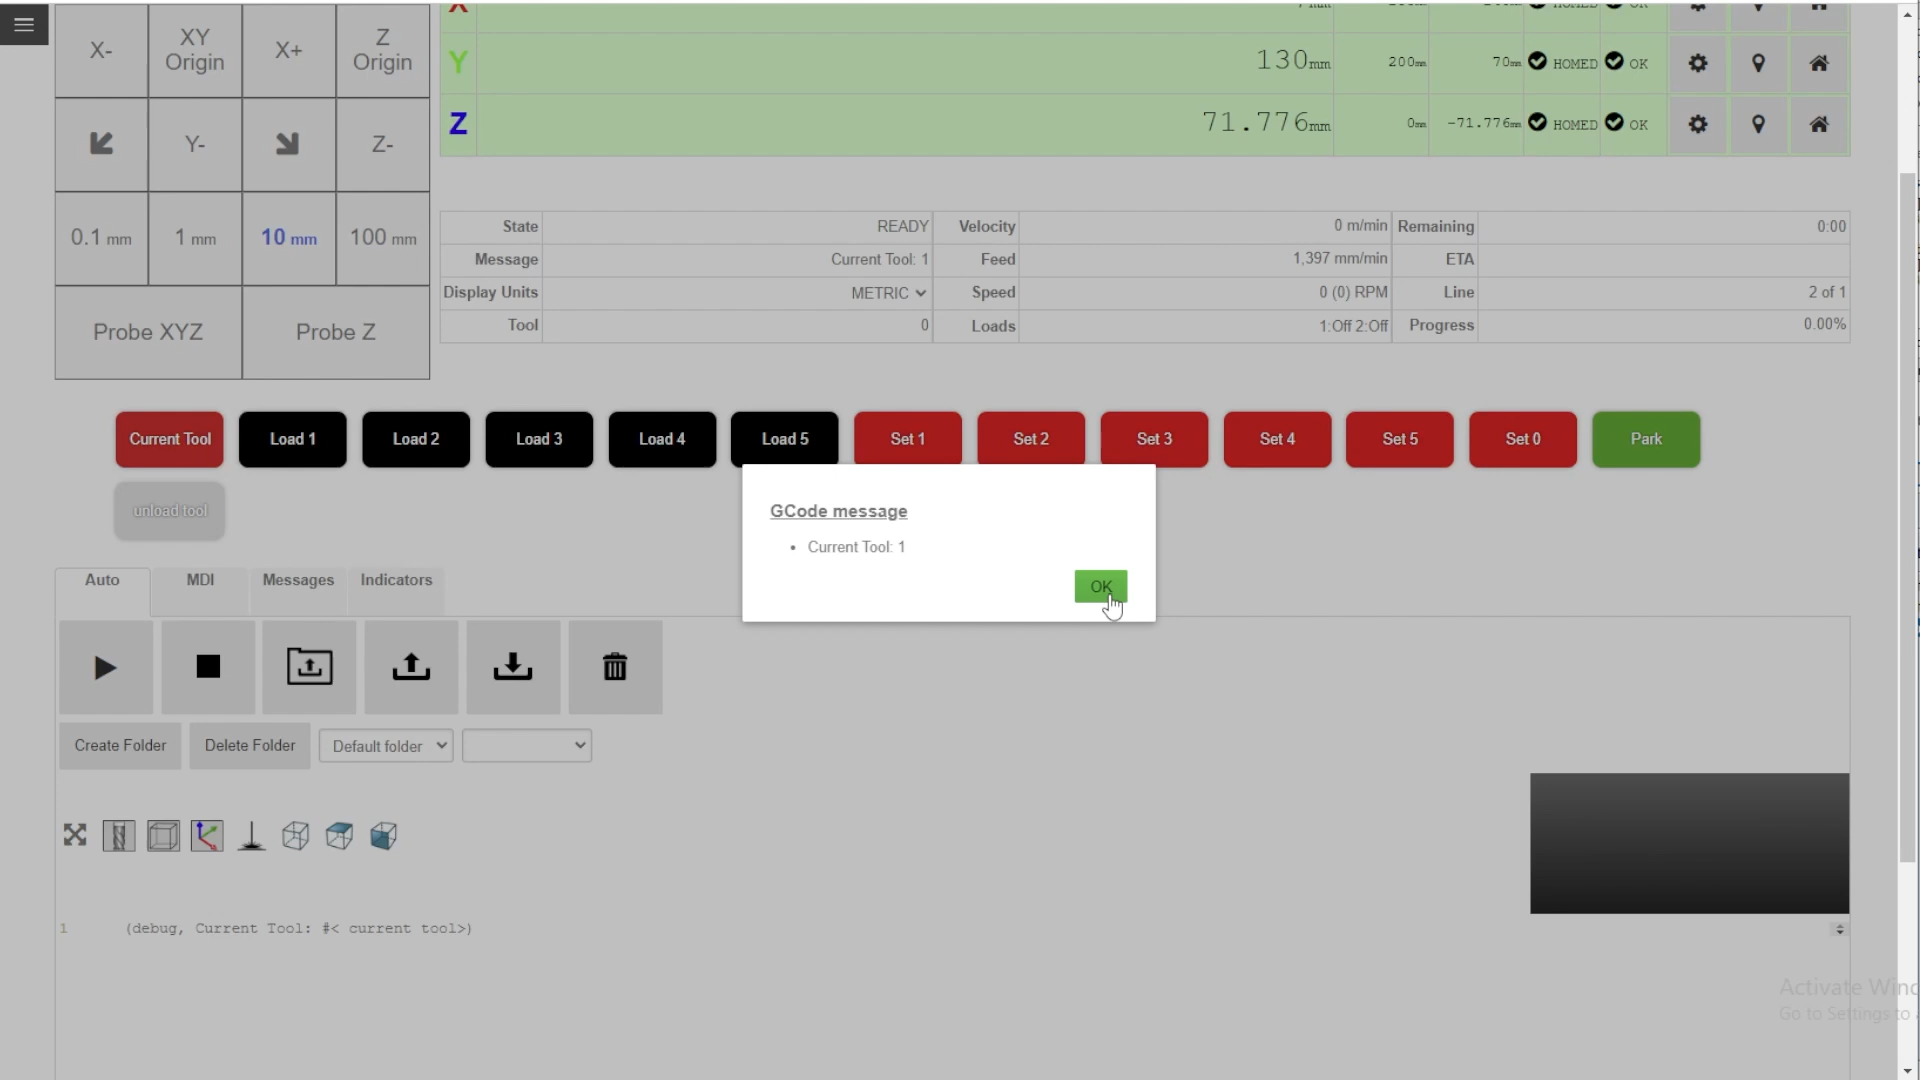 X-
XY Origin
X+
Z Origin
Y-
Z-
0.1 mm
1 mm
10 mm
100 mm
Probe XYZ
Probe Z
X
Y 130mm 200mm 70mm HOMED OK
Z 71.776mm 0mm -71.776mm HOMED OK
State READY Velocity 0 m/min Remaining 0:00
Message Current Tool: 1 Feed 1,397 mm/min ETA
Display Units METRIC Speed 0 (0) RPM Line 2 of 1
Tool 0 Loads 1:Off 2:Off Progress 0.00%
Current Tool Load 1 Load 2 Load 3 Load 4 Load 5 Set 1 Set 2 Set 3 Set 4 Set 5 Set 0 Park
unload tool
GCode message
Current Tool: 1
OK
Auto MDI Messages Indicators
Create Folder Delete Folder Default folder
1 (debug, Current Tool: #< current tool>)
Activate Winc
Go to Settings to